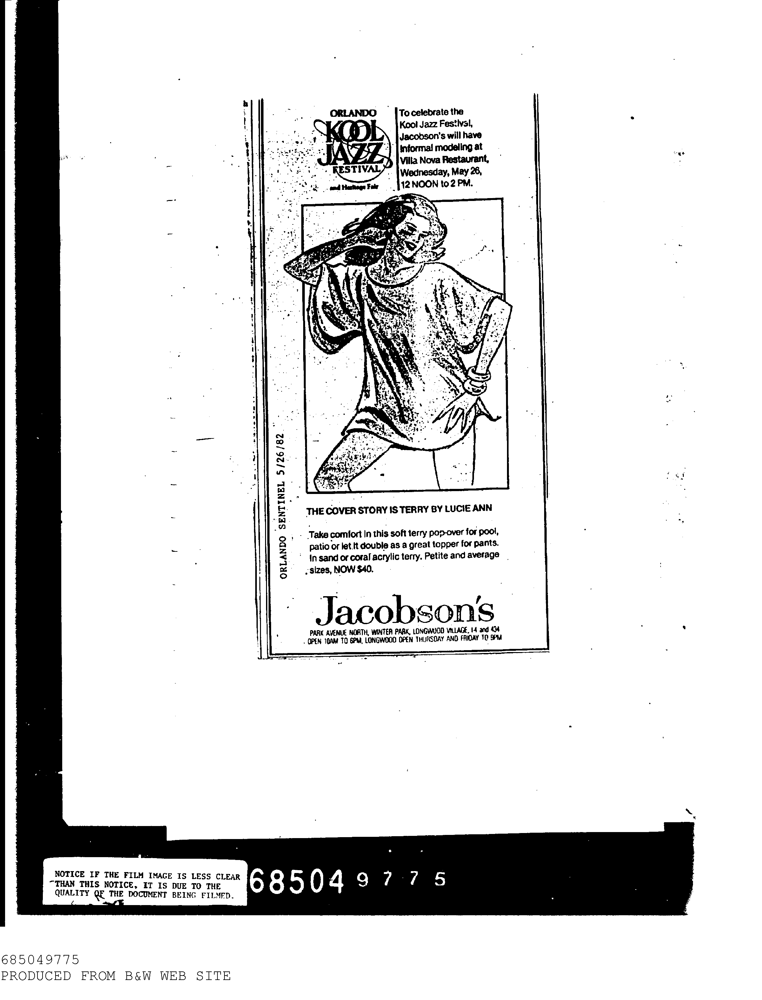 ORLANDO
KOOL
JAZZ
FESTIVAL
and Heritage Fair
To celebrate the
Kool Jazz Festival,
Jacobson's will have
informal modeling at
Villa Nova Restaurant,
Wednesday, May 26,
12 NOON to 2 PM.
ORLANDO SENTINEL 5/26/82
THE COVER STORY IS TERRY BY LUCIE ANN
Take comfort in this soft terry pop-over for pool,
patio or let it double as a great topper for pants.
In sand or coral acrylic terry. Petite and average
sizes, NOW $40.
Jacobson's
PARK AVENUE NORTH, WINTER PARK, LONGWOOD VILLAGE, I4 and 434
OPEN 10AM TO 6PM, LONGWOOD OPEN THURSDAY AND FRIDAY TO 9PM
NOTICE IF THE FILM IMAGE IS LESS CLEAR
THAN THIS NOTICE, IT IS DUE TO THE
QUALITY OF THE DOCUMENT BEING FILMED.
68504 9775
685049775
PRODUCED FROM B&W WEB SITE